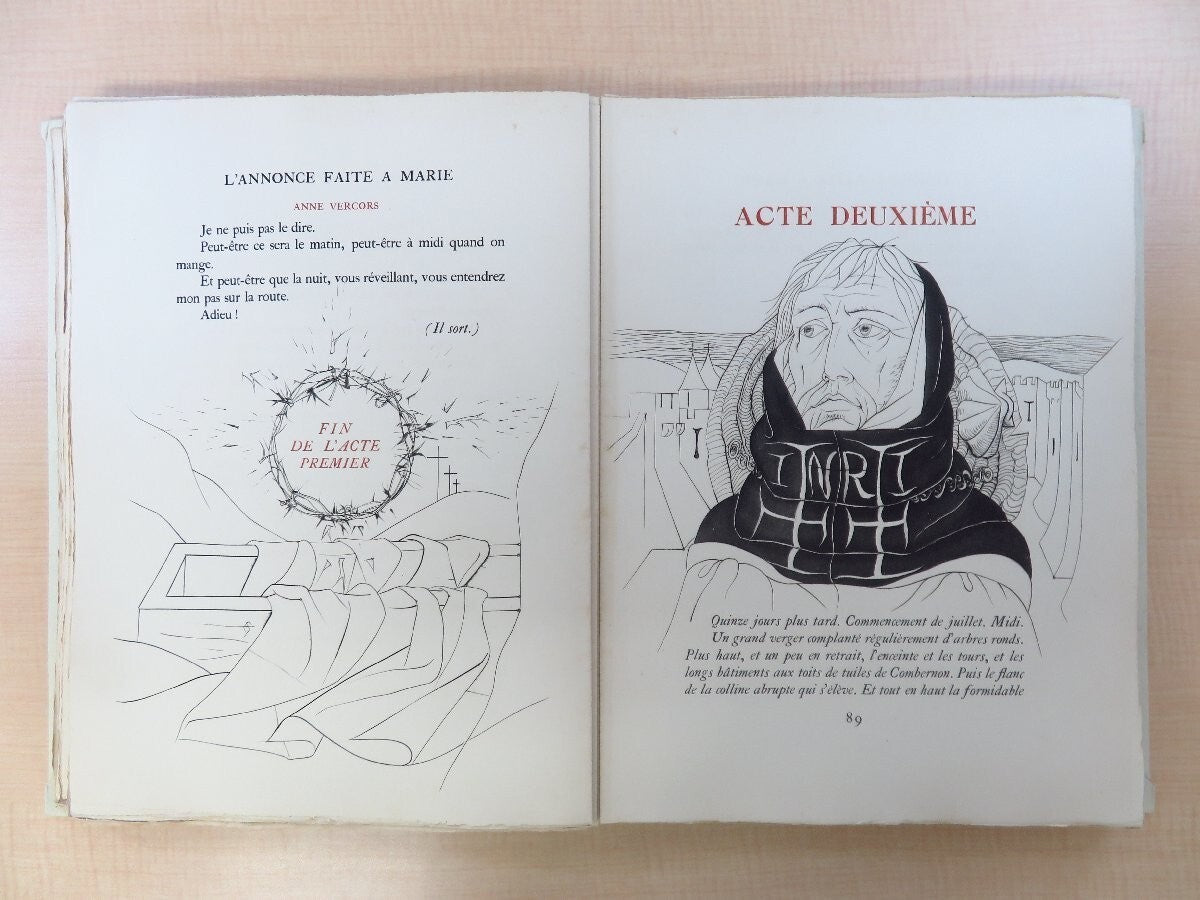 L'ANNONCE FAITE A MARIE
ANNE VERCORS
Je ne puis pas le dire.
Peut-être ce sera le matin, peut-être à midi quand on
mange.
Et peut-être que la nuit, vous réveillant, vous entendrez
mon pas sur la route.
Adieu !
(Il sort.)
FIN
DE L'ACTE
PREMIER
ACTE DEUXIÈME
INRI
Quinze jours plus tard. Commencement de juillet. Midi.
Un grand verger complanté règulièrement d'arbres ronds.
Plus haut, et un peu en retrait, l'enceinte et les tours, et les
longs bâtiments aux toits de tuiles de Combernon. Puis le flanc
de la colline abrupte qui s'élève. Et tout en haut la formidable
89